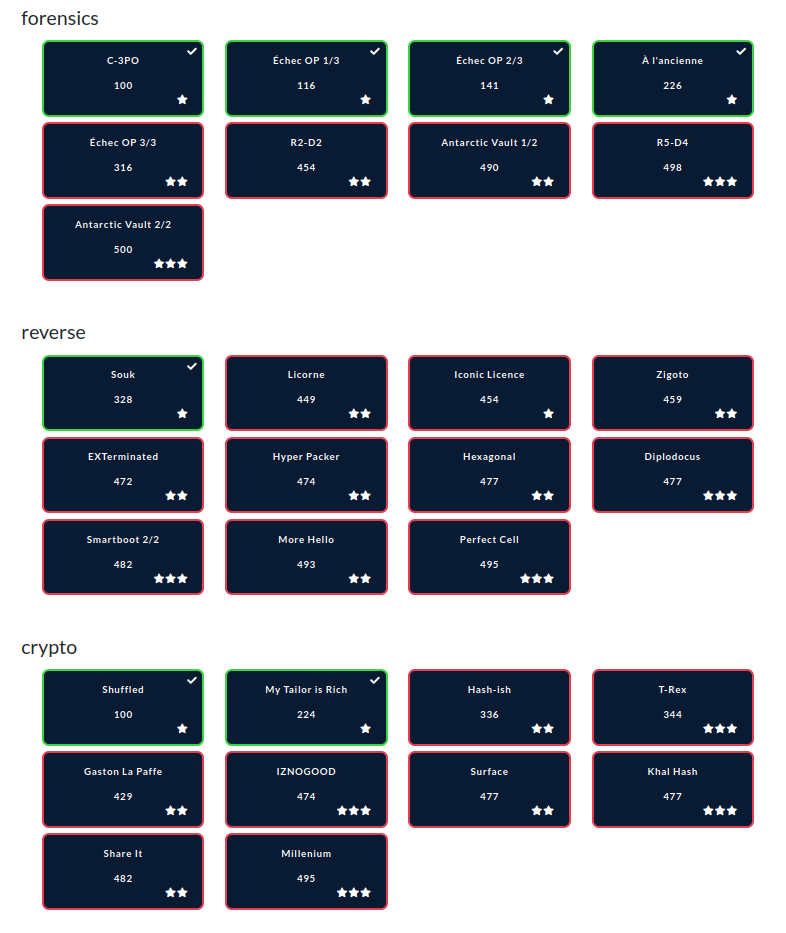 forensics
C-3PO
100
Échec OP 1/3
116
Échec OP 2/3
141
À l'ancienne
226
Échec OP 3/3
316
R2-D2
454
Antarctic Vault 1/2
490
R5-D4
498
Antarctic Vault 2/2
500
reverse
Souk
328
Licorne
449
Iconic Licence
454
Zigoto
459
EXTerminated
472
Hyper Packer
474
Hexagonal
477
Diplodocus
477
Smartboot 2/2
482
More Hello
493
Perfect Cell
495
crypto
Shuffled
100
My Tailor is Rich
224
Hash-ish
336
T-Rex
344
Gaston La Paffe
429
IZNOGOOD
474
Surface
477
Khal Hash
477
Share It
482
Millenium
495